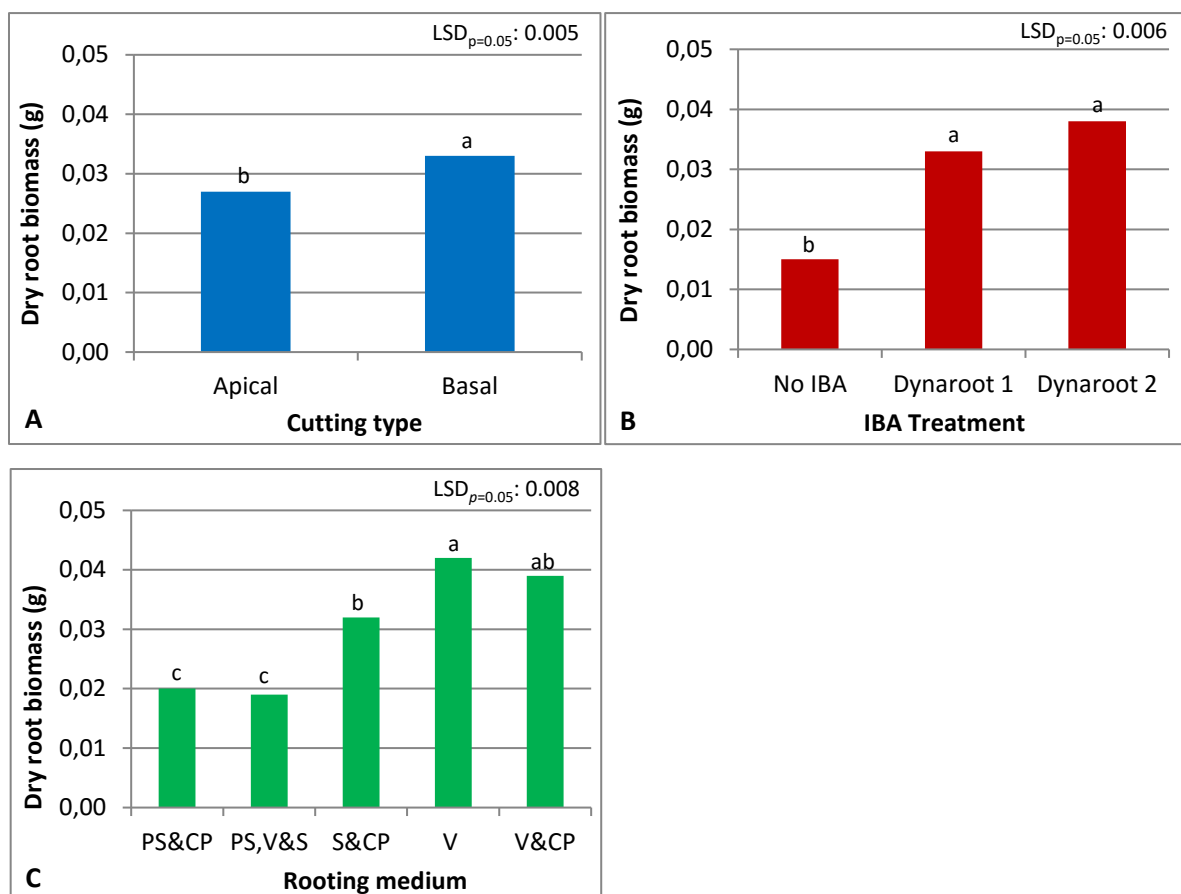 LSDp=0.05: 0.005
Dry root biomass (g)
0,05
0,04
0,03
0,02
0,01
0,00
b
a
Apical Basal
Cutting type
A
LSDp=0.05: 0.006
Dry root biomass (g)
0,05
0,04
0,03
0,02
0,01
0,00
b
a
a
No IBA Dynaroot 1 Dynaroot 2
IBA Treatment
B
LSDp=0.05: 0.008
Dry root biomass (g)
0,05
0,04
0,03
0,02
0,01
0,00
c
c
b
a
ab
PS&CP PS,V&S S&CP V V&CP
Rooting medium
C